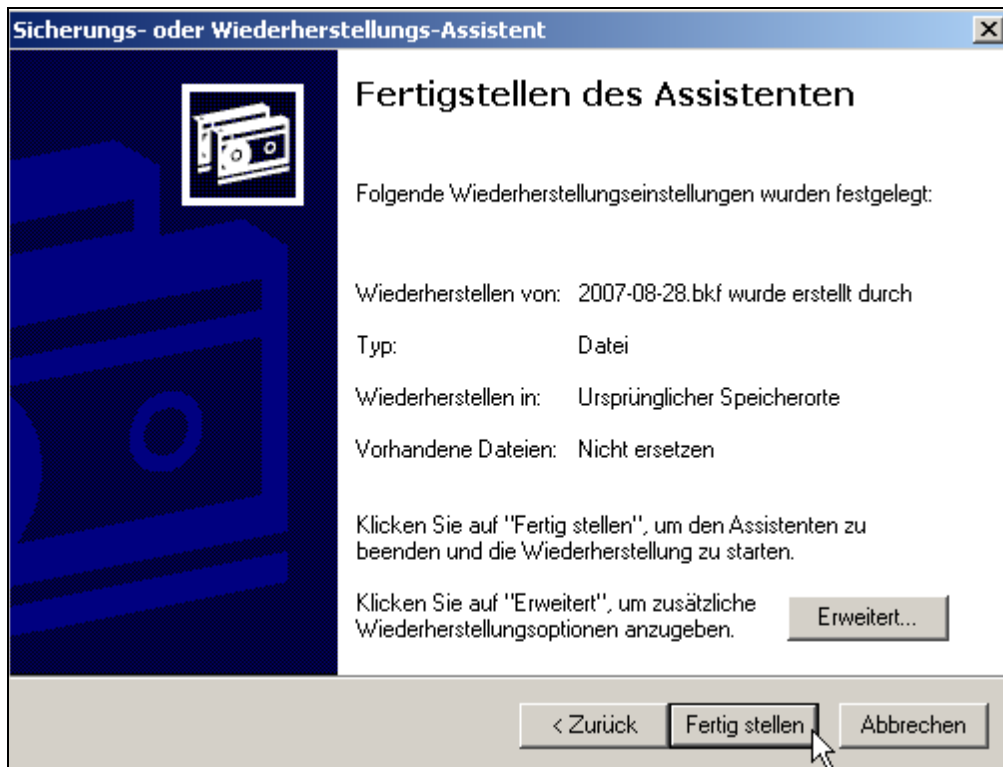 Sicherungs- oder Wiederherstellungs-Assistent
Fertigstellen des Assistenten
Folgende Wiederherstellungseinstellungen wurden festgelegt:
Wiederherstellen von: 2007-08-28.bkf wurde erstellt durch
Typ: Datei
Wiederherstellen in: Ursprünglicher Speicherorte
Vorhandene Dateien: Nicht ersetzen
Klicken Sie auf "Fertig stellen", um den Assistenten zu
beenden und die Wiederherstellung zu starten.
Klicken Sie auf "Erweitert", um zusätzliche
Wiederherstellungsoptionen anzugeben.
Erweitert...
< Zurück Fertig stellen Abbrechen